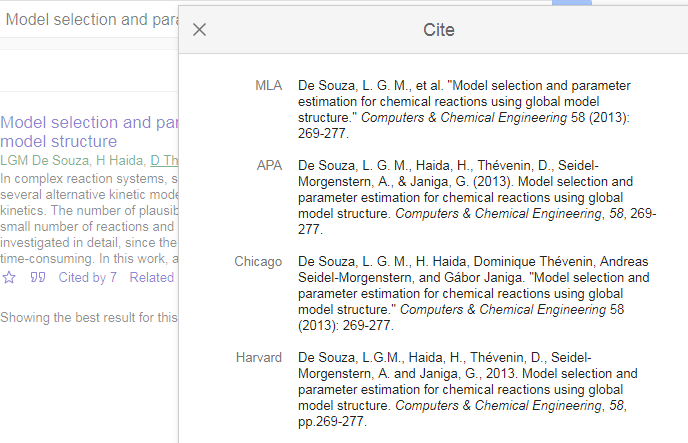 Model selection and para
Cite
Model selection and par
model structure
LGM De Souza, H Haida, D Th
In complex reaction systems, s
several alternative kinetic mode
kinetics. The number of plausib
small number of reactions and
investigated in detail, since the
time-consuming. In this work, a
Cited by 7 Related
Showing the best result for this
MLA
De Souza, L. G. M., et al. "Model selection and parameter
estimation for chemical reactions using global model
structure." Computers & Chemical Engineering 58 (2013):
269-277.
APA
De Souza, L. G. M., Haida, H., Thévenin, D., Seidel-
Morgenstern, A., & Janiga, G. (2013). Model selection and
parameter estimation for chemical reactions using global
model structure. Computers & Chemical Engineering, 58, 269-
277.
Chicago
De Souza, L. G. M., H. Haida, Dominique Thévenin, Andreas
Seidel-Morgenstern, and Gábor Janiga. "Model selection and
parameter estimation for chemical reactions using global
model structure." Computers & Chemical Engineering 58
(2013): 269-277.
Harvard
De Souza, L.G.M., Haida, H., Thévenin, D., Seidel-
Morgenstern, A. and Janiga, G., 2013. Model selection and
parameter estimation for chemical reactions using global
model structure. Computers & Chemical Engineering, 58,
pp.269-277.